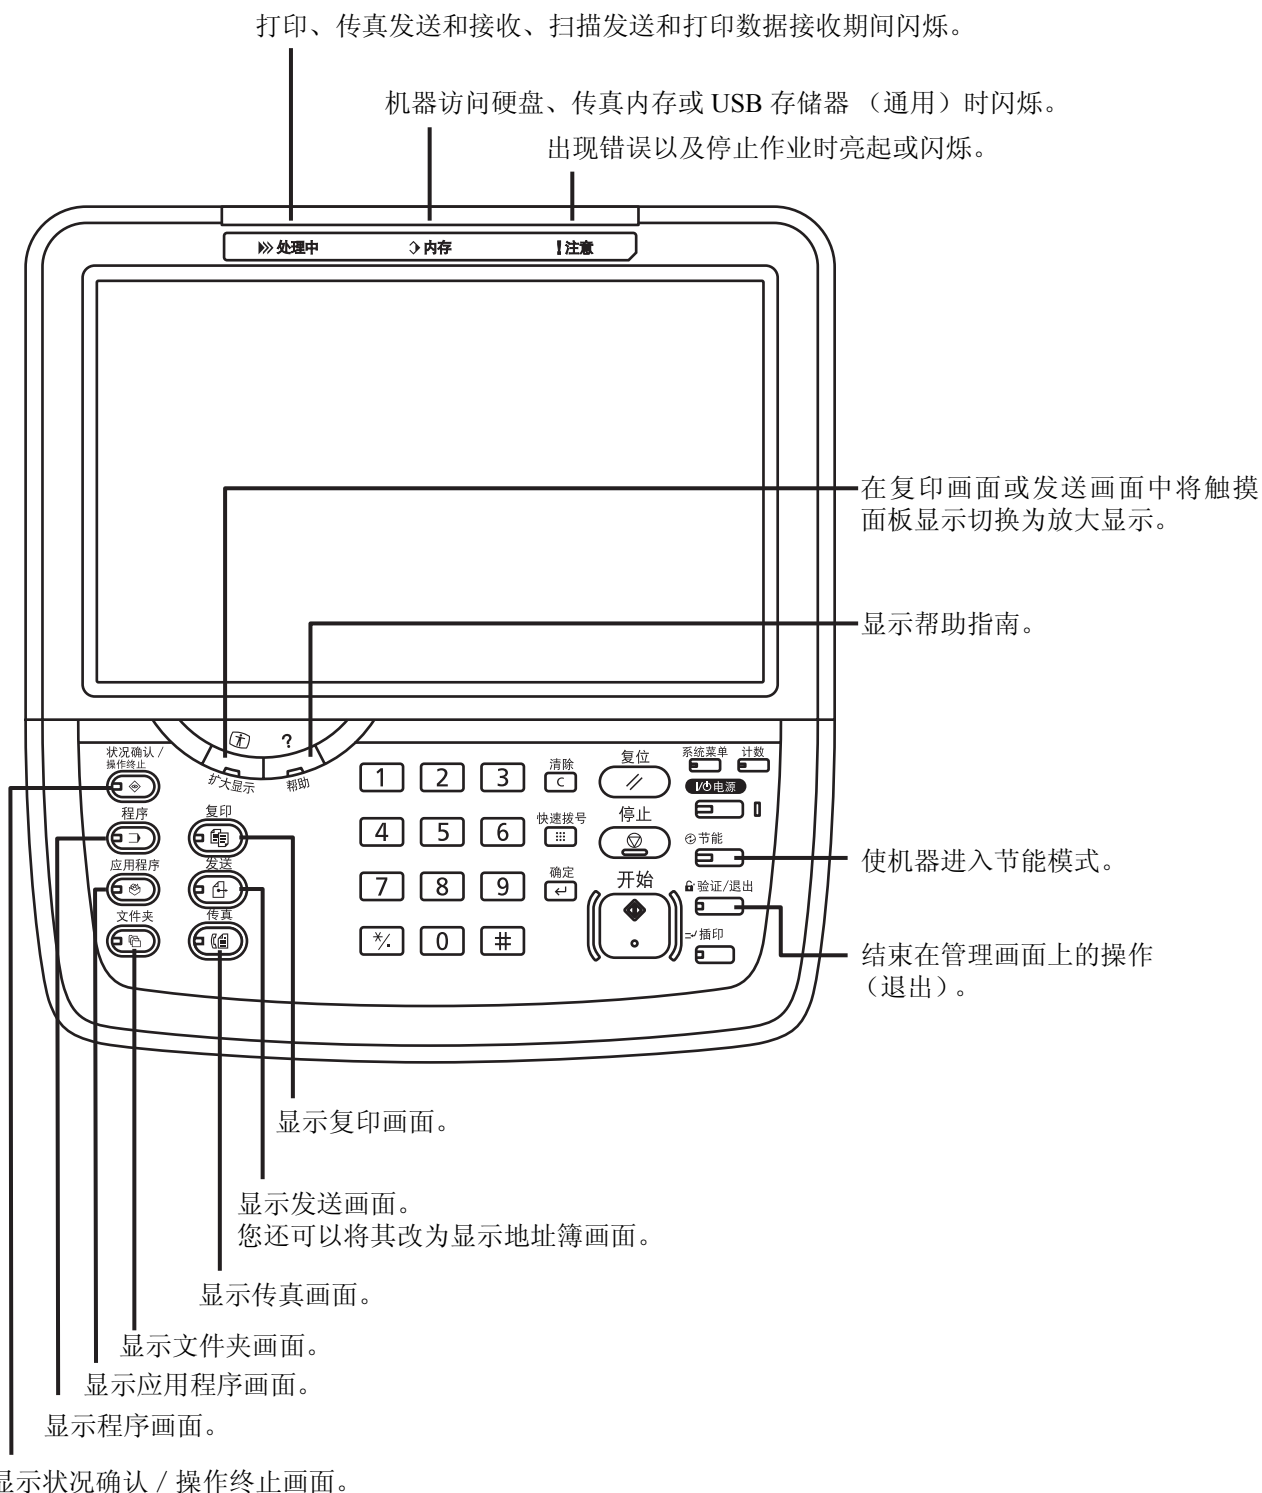 打印、传真发送和接收、扫描发送和打印数据接收期间闪烁。
机器访问硬盘、传真内存或 USB 存储器 （通用）时闪烁。
出现错误以及停止作业时亮起或闪烁。
处理中
内存
注意
在复印画面或发送画面中将触摸
面板显示切换为放大显示。
显示帮助指南。
?
扩大显示
帮助
状况确认 /
操作终止
程序
应用程序
文件夹
复印
发送
传真
1 2 3
4 5 6
7 8 9
*/. 0 #
清除
C
快速拨号
确定
复位
停止
开始
系统菜单 计数
电源
节能
验证/退出
插印
使机器进入节能模式。
结束在管理画面上的操作
（退出）。
显示复印画面。
显示发送画面。
您还可以将其改为显示地址簿画面。
显示传真画面。
显示文件夹画面。
显示应用程序画面。
显示程序画面。
显示状况确认 / 操作终止画面。